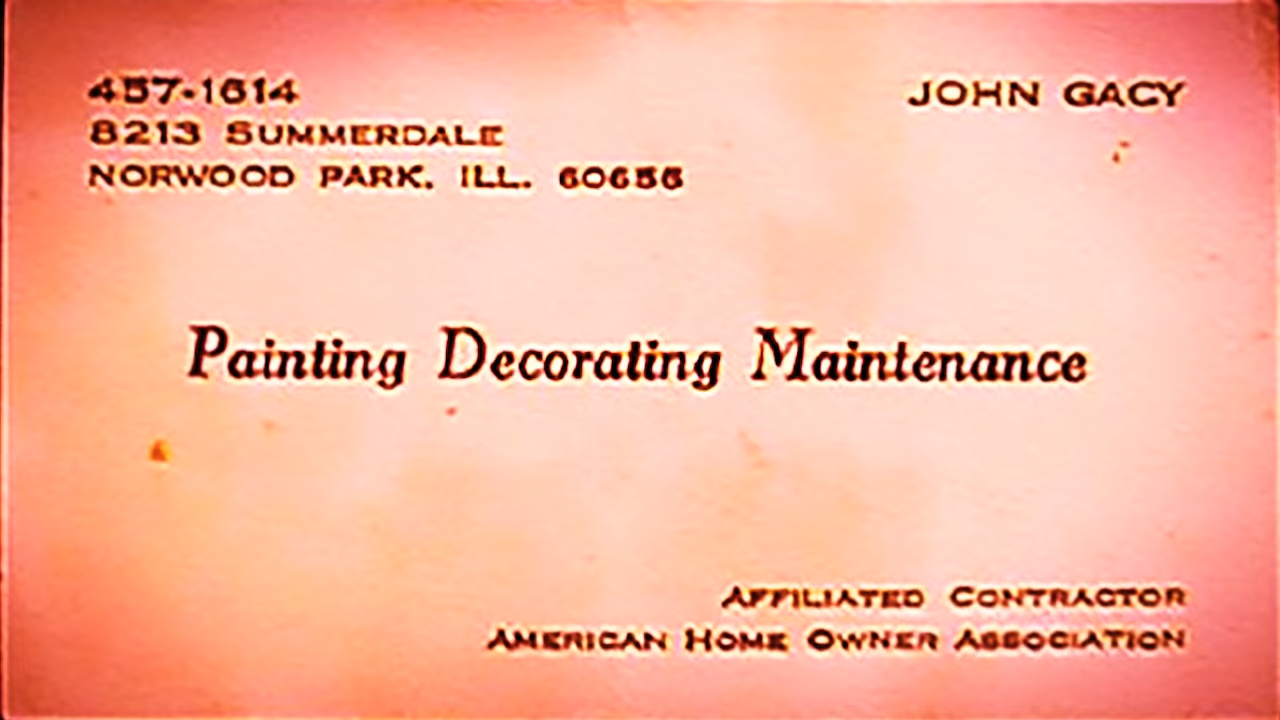 457-1614
8213 SUMMERDALE
NORWOOD PARK. ILL. 60656
JOHN GACY
Painting Decorating Maintenance
AFFILIATED CONTRACTOR
AMERICAN HOME OWNER ASSOCIATION